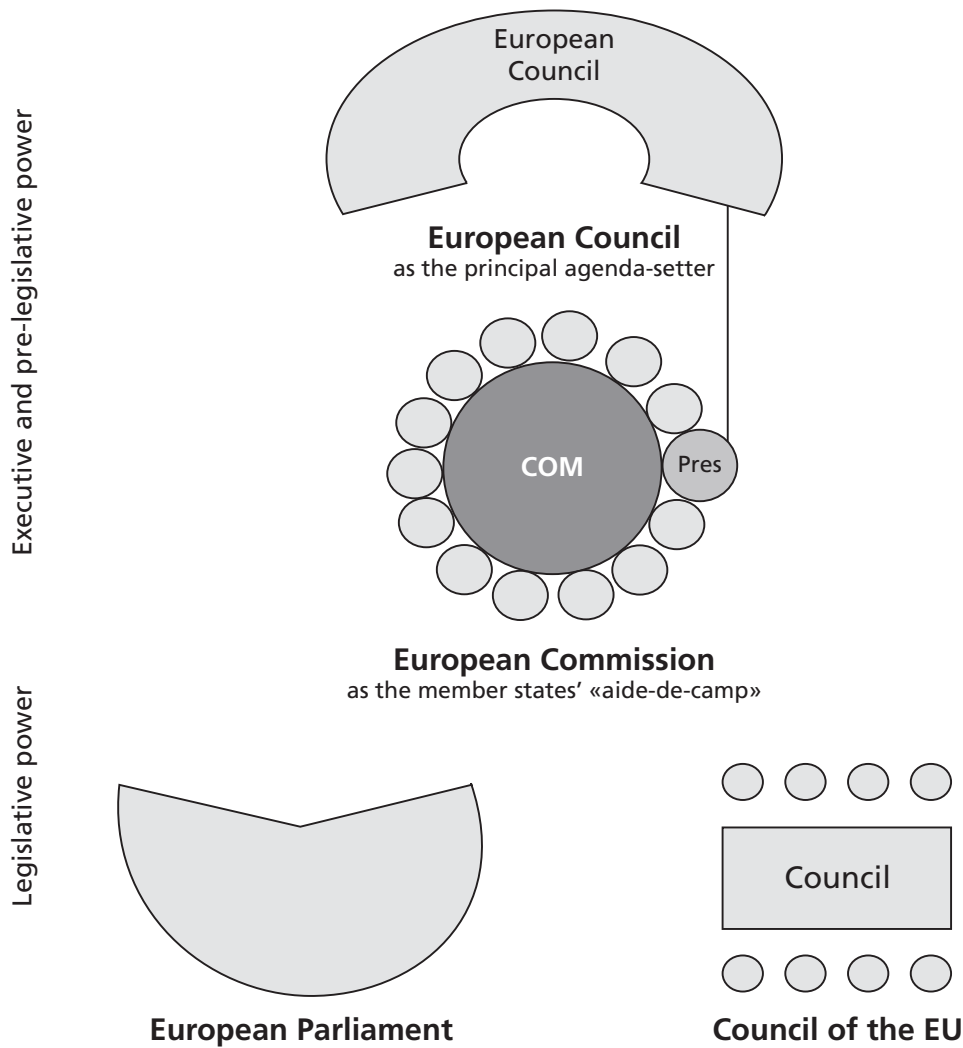 European
Council
Executive and pre-legislative power
European Council
as the principal agenda-setter
COM
Pres
European Commission
as the member states’ «aide-de-camp»
Legislative power
Council
European Parliament
Council of the EU